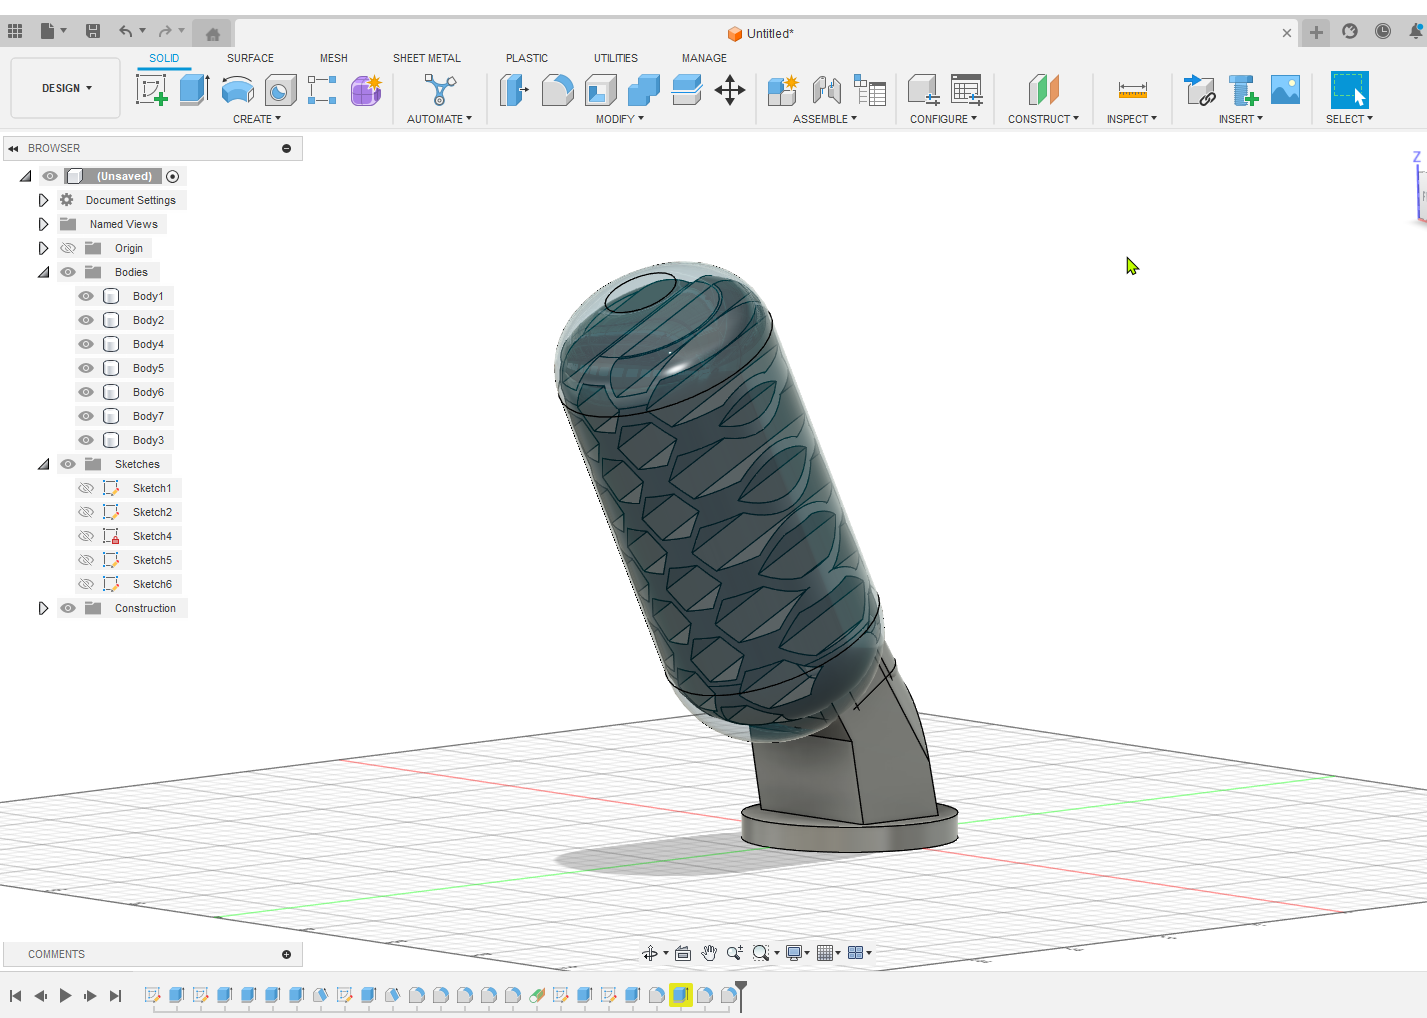 Untitled*
SOLID SURFACE MESH SHEET METAL PLASTIC UTILITIES MANAGE
DESIGN
CREATE AUTOMATE MODIFY ASSEMBLE CONFIGURE CONSTRUCT INSPECT INSERT SELECT
BROWSER
Z
(Unsaved)
Document Settings
Named Views
Origin
Bodies
Body1
Body2
Body4
Body5
Body6
Body7
Body3
Sketches
Sketch1
Sketch2
Sketch4
Sketch5
Sketch6
Construction
COMMENTS